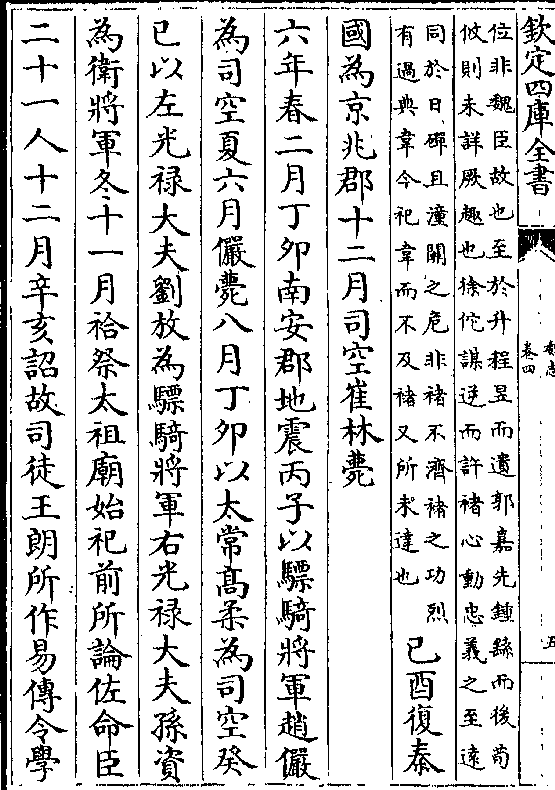 欽定四庫全書
卷四
五
位非魏臣故也至於升程昱而遺郭嘉先鍾繇而後荀
攸則未詳厥趣也徐佗謀逆而許褚心動忠義之至遠
同於日磾且潼關之危非褚不濟褚之功烈
有過典韋今祀韋而不及褚又所未達也
己酉復秦
國為京兆郡十二月司空崔林薨
六年春二月丁卯南安郡地震丙子以驃騎將軍趙儼
為司空夏六月儼薨八月丁卯以太常髙柔為司空癸
巳以左光禄大夫劉放為驃騎將軍右光禄大夫孫資
為衛將軍冬十一月祫祭太祖廟始祀前所論佐命臣
二十一人十二月辛亥詔故司徒王朗所作易傳令學